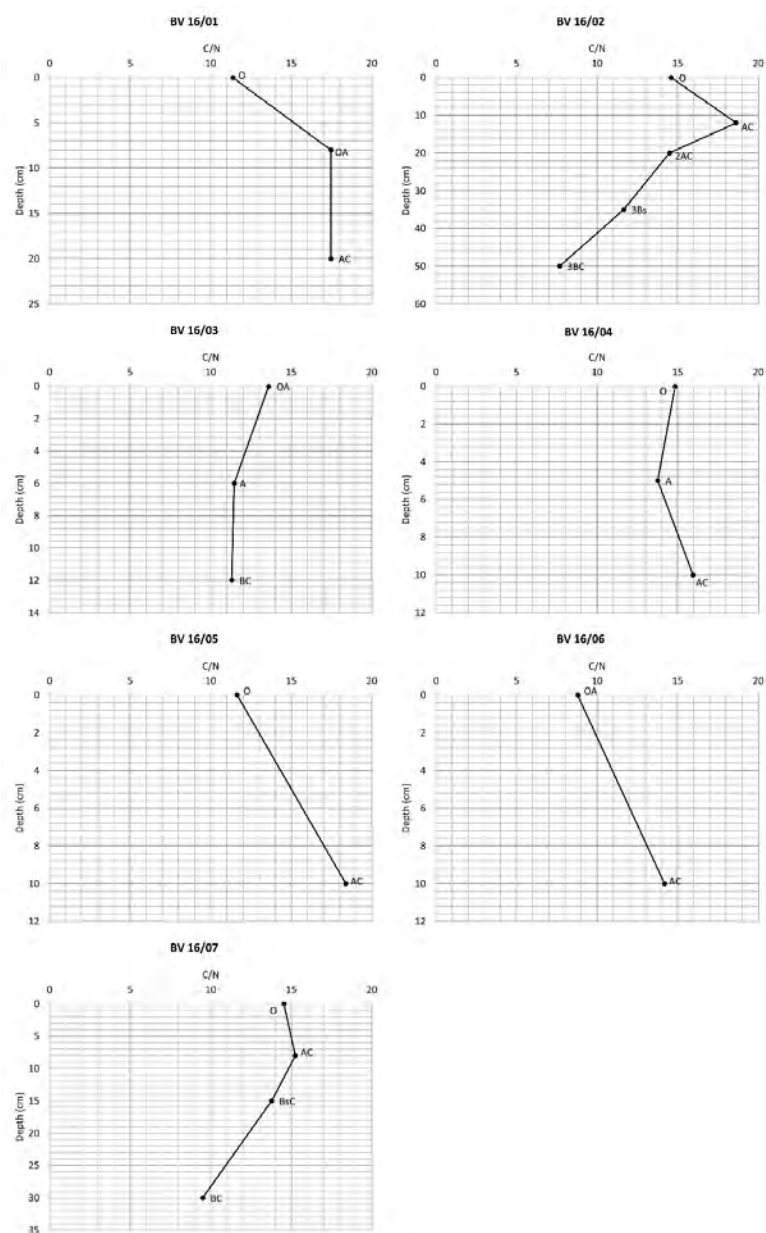 BV 16/01
C/N
0 5 10 15 20
0
5
10
15
20
25
Depth (cm)
O
OA
AC
BV 16/02
C/N
0 5 10 15 20
0
10
20
30
40
50
60
Depth (cm)
O
AC
2AC
3Bs
3BC
BV 16/03
C/N
0 5 10 15 20
0
2
4
6
8
10
12
14
Depth (cm)
OA
A
BC
BV 16/04
C/N
0 5 10 15 20
0
2
4
6
8
10
12
Depth (cm)
O
A
AC
BV 16/05
C/N
0 5 10 15 20
0
2
4
6
8
10
12
Depth (cm)
O
AC
BV 16/06
C/N
0 5 10 15 20
0
2
4
6
8
10
12
Depth (cm)
OA
AC
BV 16/07
C/N
0 5 10 15 20
0
5
10
15
20
25
30
35
Depth (cm)
O
AC
BsC
BC